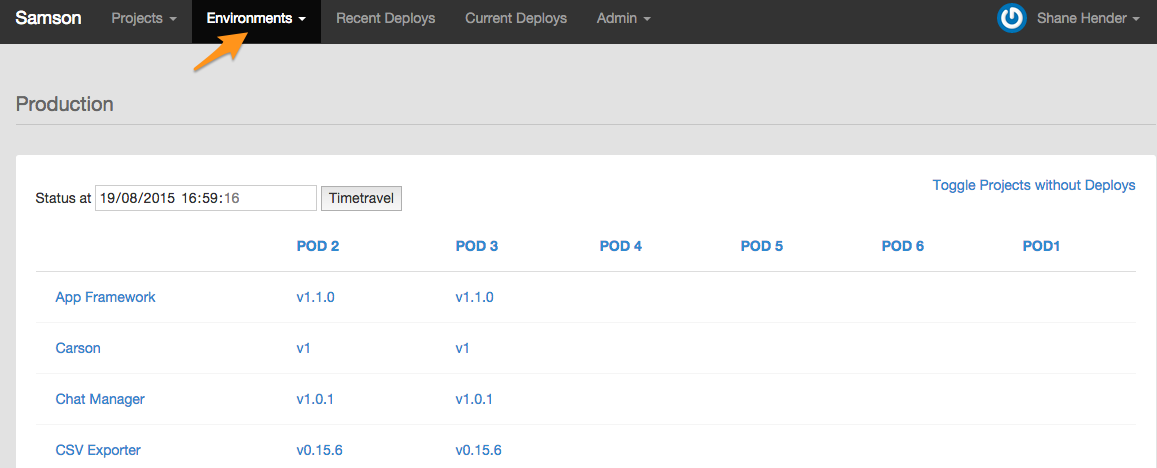 Samson Projects Environments Recent Deploys Current Deploys Admin Shane Hender
Production
Status at 19/08/2015 16:59:16 Timetravel Toggle Projects without Deploys
POD 2 POD 3 POD 4 POD 5 POD 6 POD1
App Framework v1.1.0 v1.1.0
Carson v1 v1
Chat Manager v1.0.1 v1.0.1
CSV Exporter v0.15.6 v0.15.6